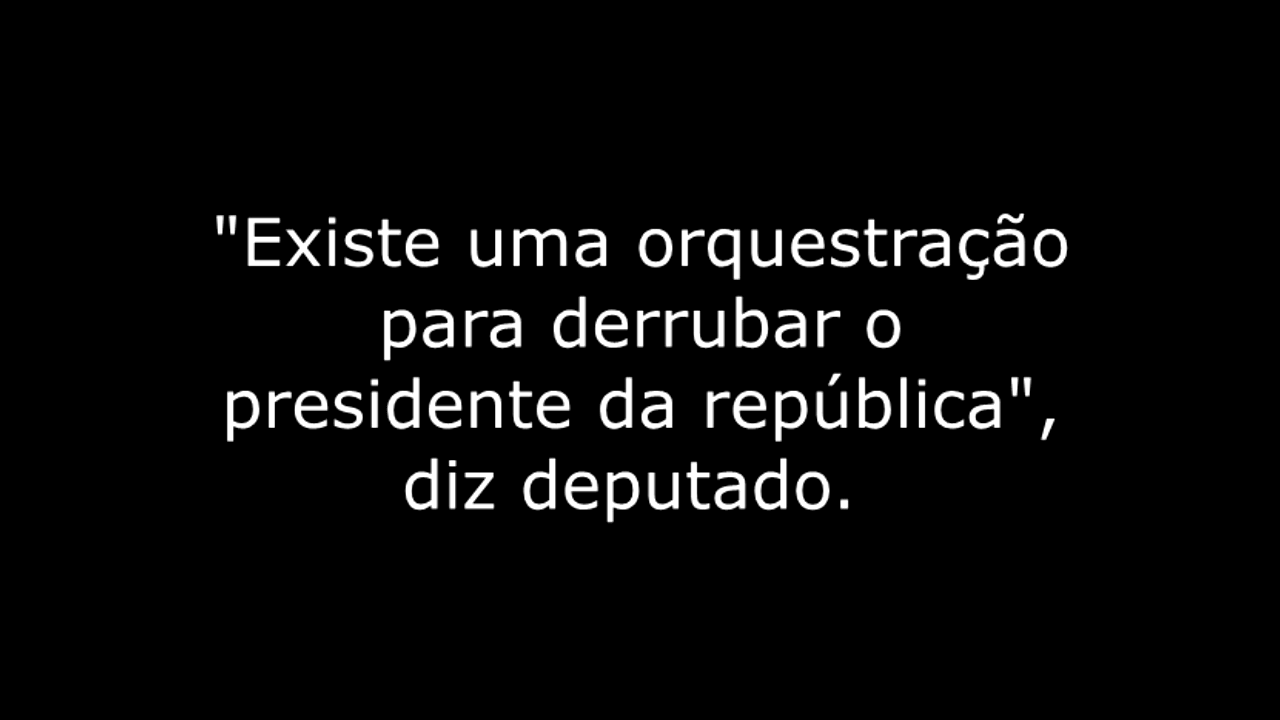 "Existe uma orquestração
para derrubar o
presidente da república",
diz deputado.